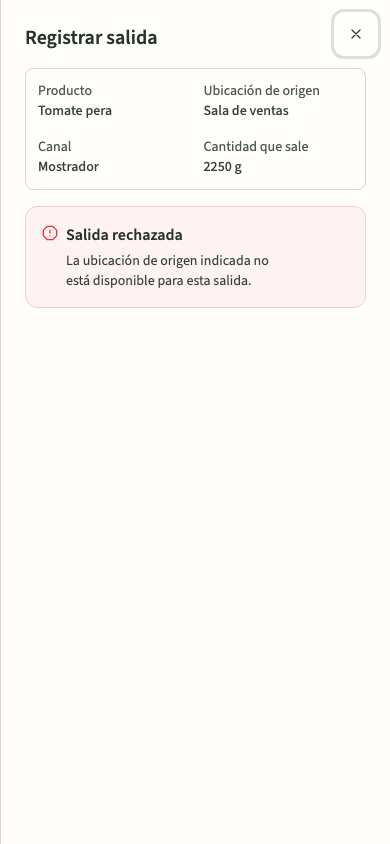 Registrar salida
Producto
Tomate pera
Ubicación de origen
Sala de ventas
Canal
Mostrador
Cantidad que sale
2250 g
Salida rechazada
La ubicación de origen indicada no
está disponible para esta salida.